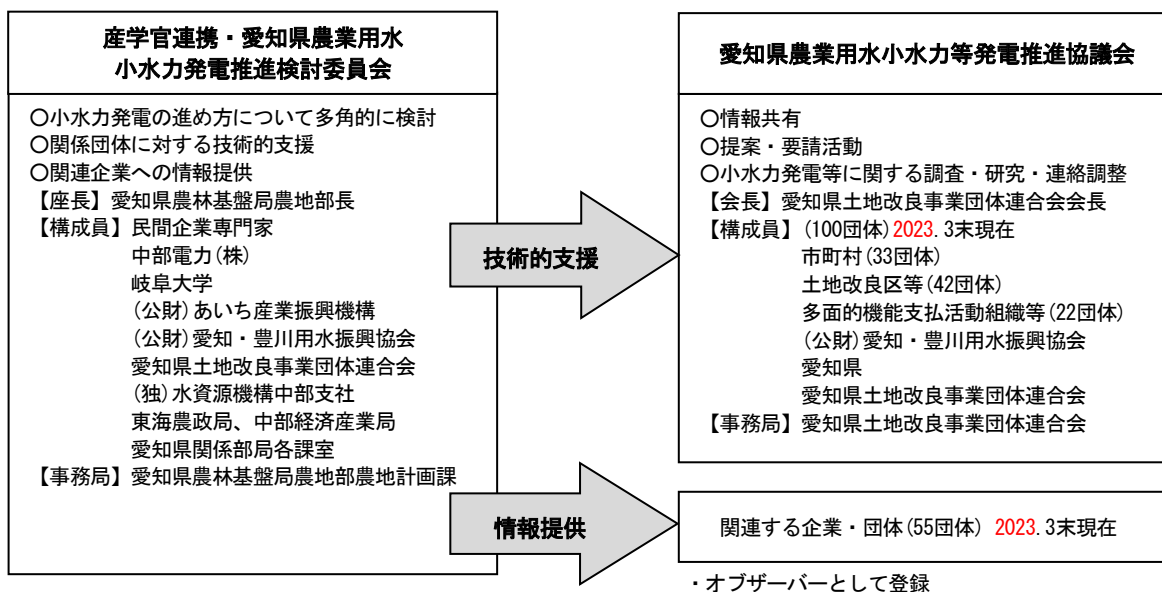 産学官連携・愛知県農業用水
小水力発電推進検討委員会
〇小水力発電の進め方について多角的に検討
〇関係団体に対する技術的支援
〇関連企業への情報提供
【座長】愛知県農林基盤局農地部長
【構成員】民間企業専門家
中部電力(株)
岐阜大学
(公財)あいち産業振興機構
(公財)愛知・豊川用水振興協会
愛知県土地改良事業団体連合会
(独)水資源機構中部支社
東海農政局、中部経済産業局
愛知県関係部局各課室
【事務局】愛知県農林基盤局農地部農地計画課
技術的支援
情報提供
愛知県農業用水小水力等発電推進協議会
〇情報共有
〇提案・要請活動
〇小水力発電等に関する調査・研究・連絡調整
【会長】愛知県土地改良事業団体連合会会長
【構成員】(100団体)2023.3末現在
市町村(33団体)
土地改良区等(42団体)
多面的機能支払活動組織等(22団体)
(公財)愛知・豊川用水振興協会
愛知県
愛知県土地改良事業団体連合会
【事務局】愛知県土地改良事業団体連合会
関連する企業・団体(55団体) 2023.3末現在
・オブザーバーとして登録